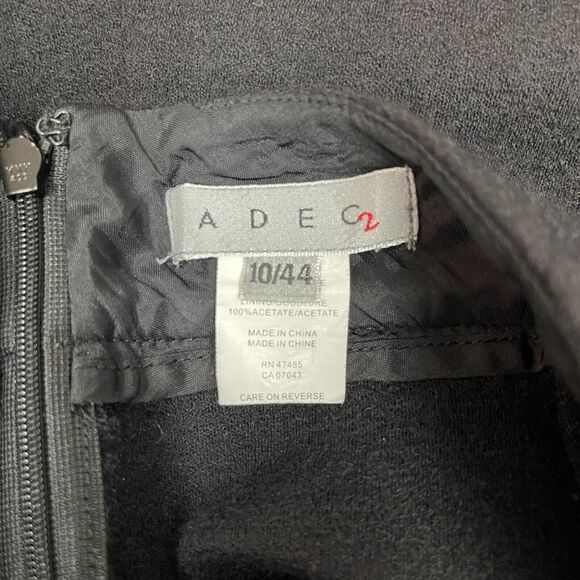 ADEC2
10/44
LINING/DOUBLURE
100%ACETATE/ACETATE
MADE IN CHINA
MADE IN CHINE
RN 47485
CA 07043
CARE ON REVERSE